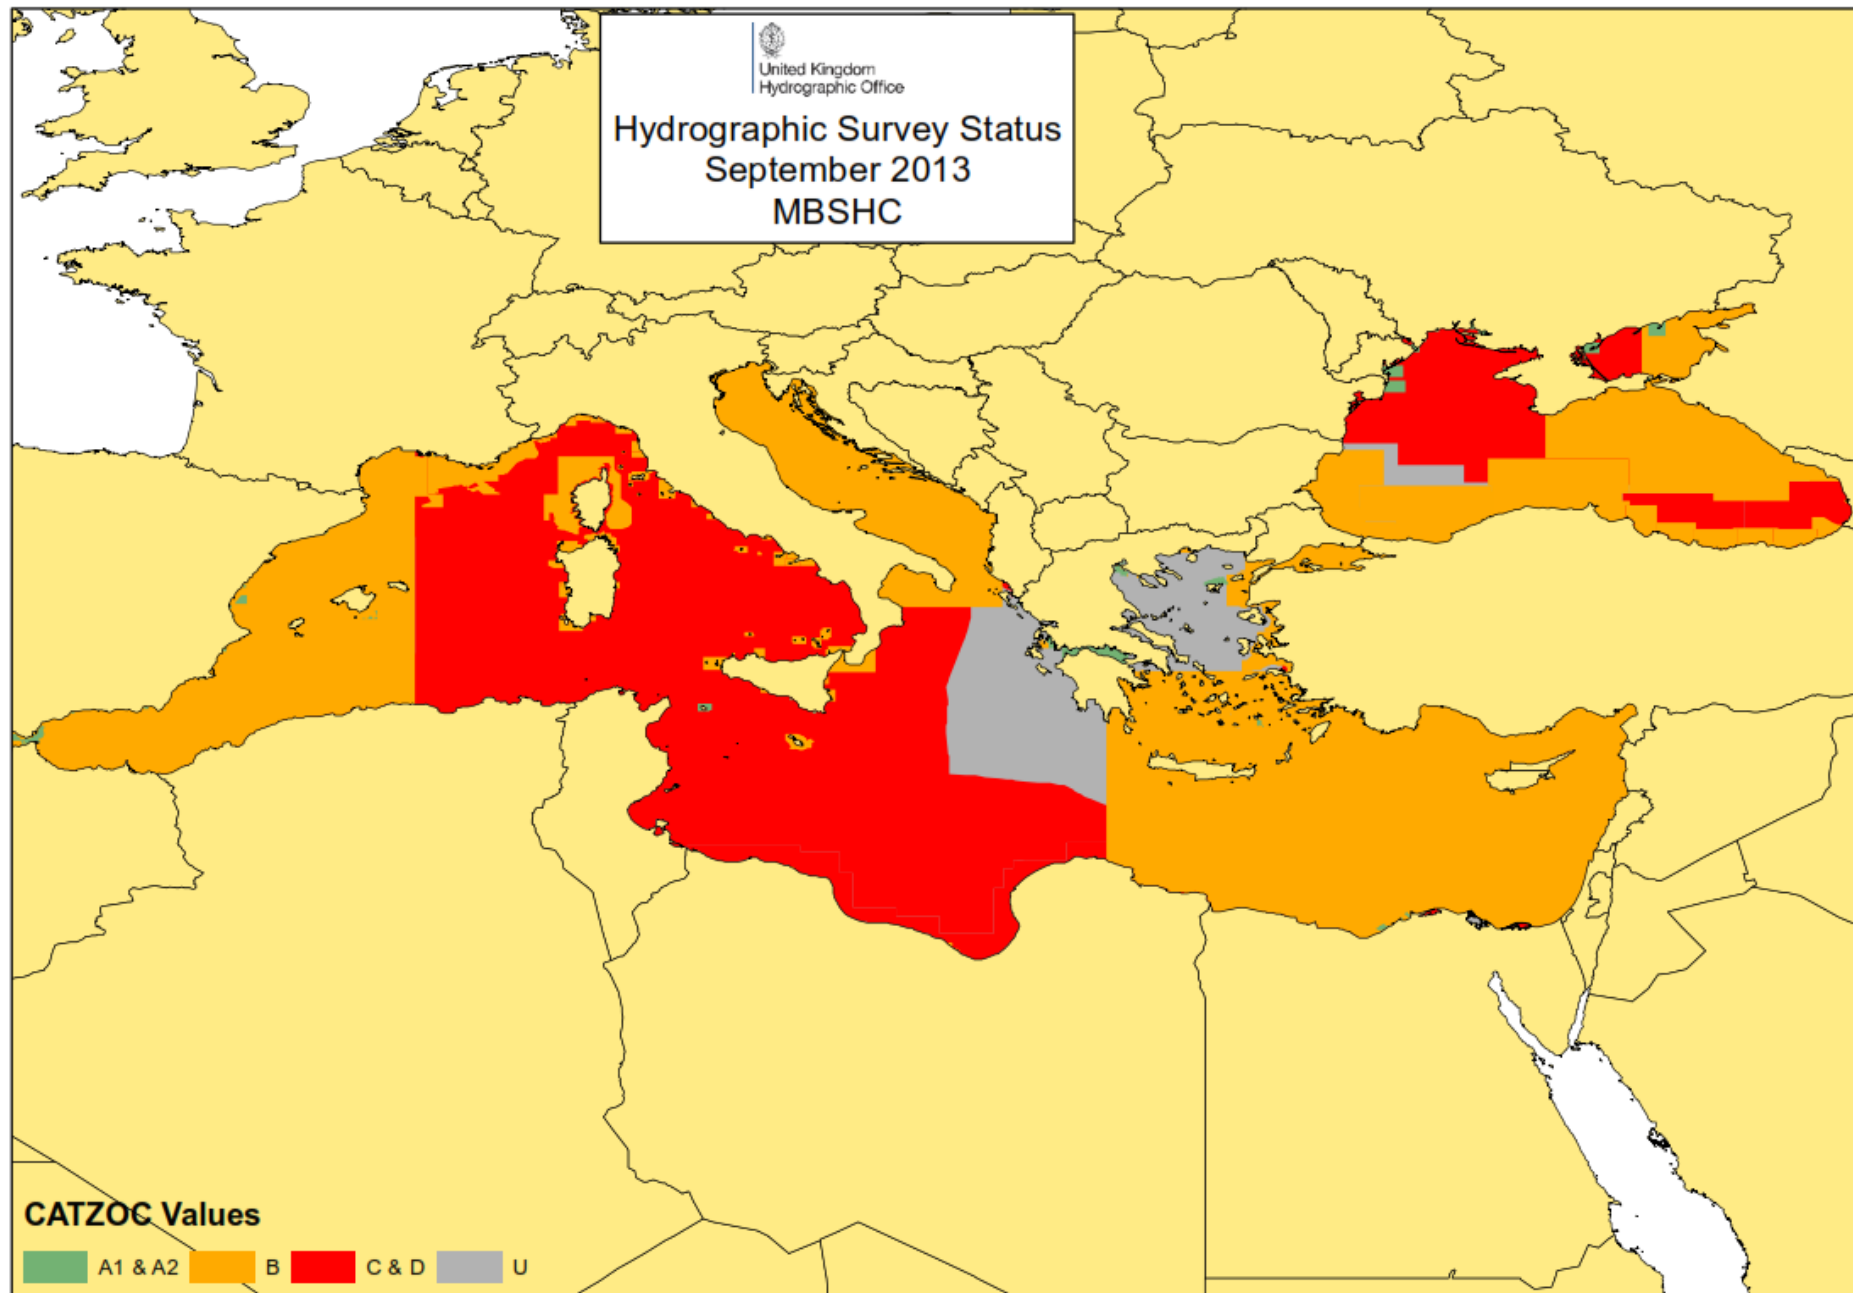 United Kingdom
Hydrographic Office
Hydrographic Survey Status
September 2013
MBSHC
CATZOC Values
A1 & A2 B C & D U